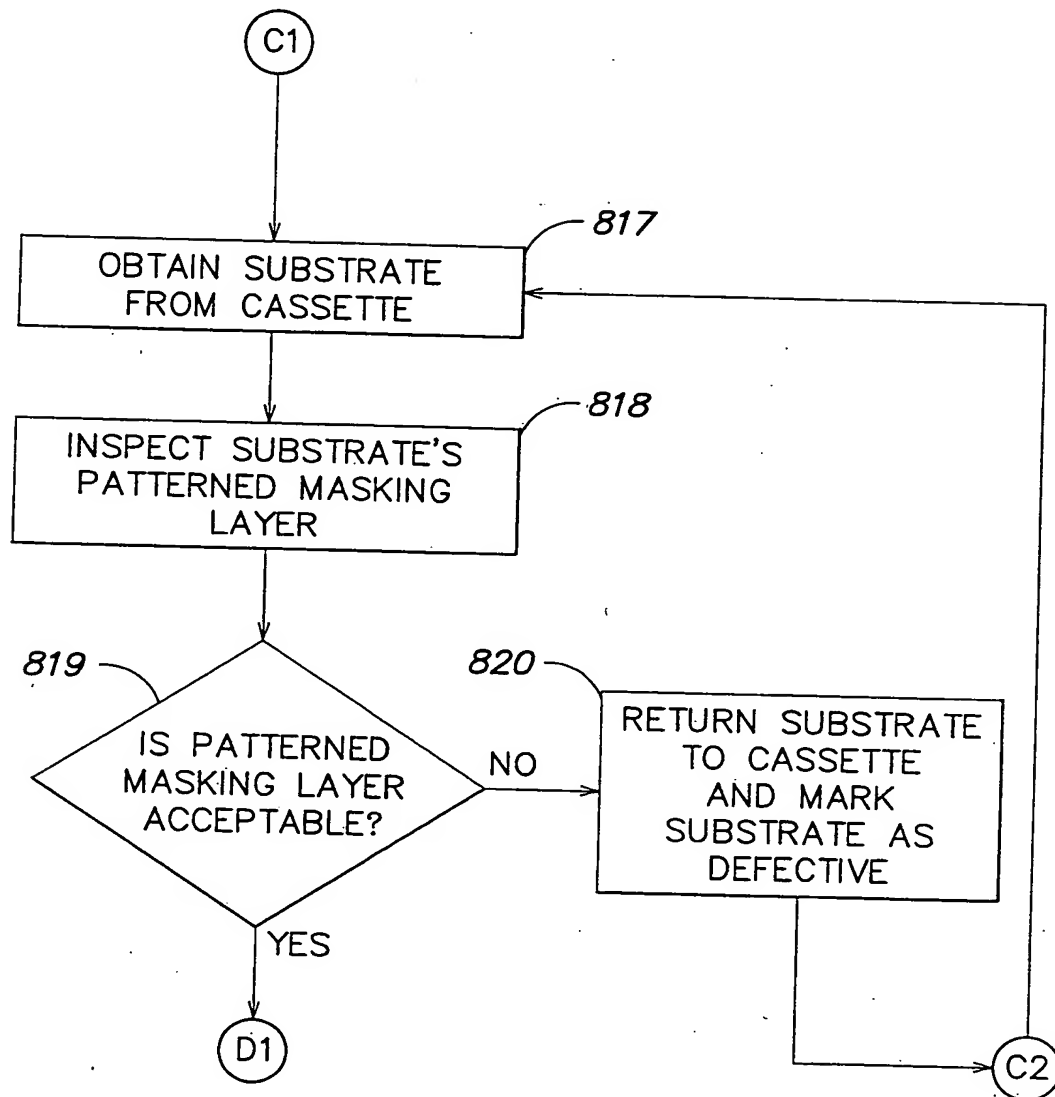 C1
817
OBTAIN SUBSTRATE
FROM CASSETTE
818
INSPECT SUBSTRATE'S
PATTERNED MASKING
LAYER
819
IS PATTERNED
MASKING LAYER
ACCEPTABLE?
NO
820
RETURN SUBSTRATE
TO CASSETTE
AND MARK
SUBSTRATE AS
DEFECTIVE
YES
D1
C2